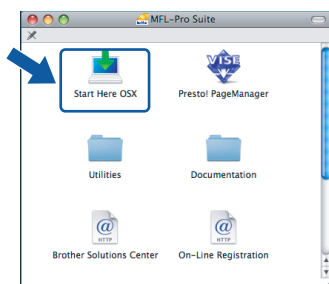 MFL-Pro Suite
Start Here OSX
VISE
Presto! PageManager
Utilities
Documentation
@
HTTP
@
HTTP
Brother Solutions Center
On-Line Registration